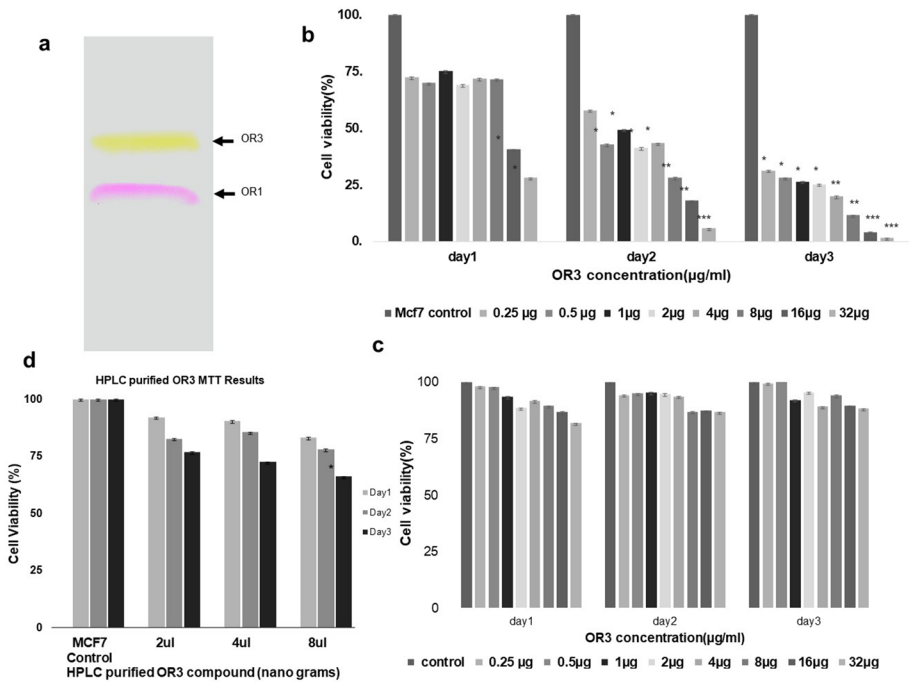 a
OR3
OR1
b
100.
75.
50.
25.
0.
Cell viability(%)
* * * * * * * ** ** *** * * * * ** ** *** ***
day1 day2 day3
OR3 concentration(µg/ml)
Mcf7 control 0.25 µg 0.5 µg 1µg 2µg 4µg 8µg 16µg 32µg
d
HPLC purified OR3 MTT Results
100
75
50
25
0
Cell Viability (%)
*
Day1
Day2
Day3
MCF7 2ul 4ul 8ul
Control
HPLC purified OR3 compound (nano grams)
c
100
75
50
25
0
Cell viability(%)
day1 day2 day3
OR3 concentration(µg/ml)
control 0.25 µg 0.5µg 1µg 2µg 4µg 8µg 16µg 32µg